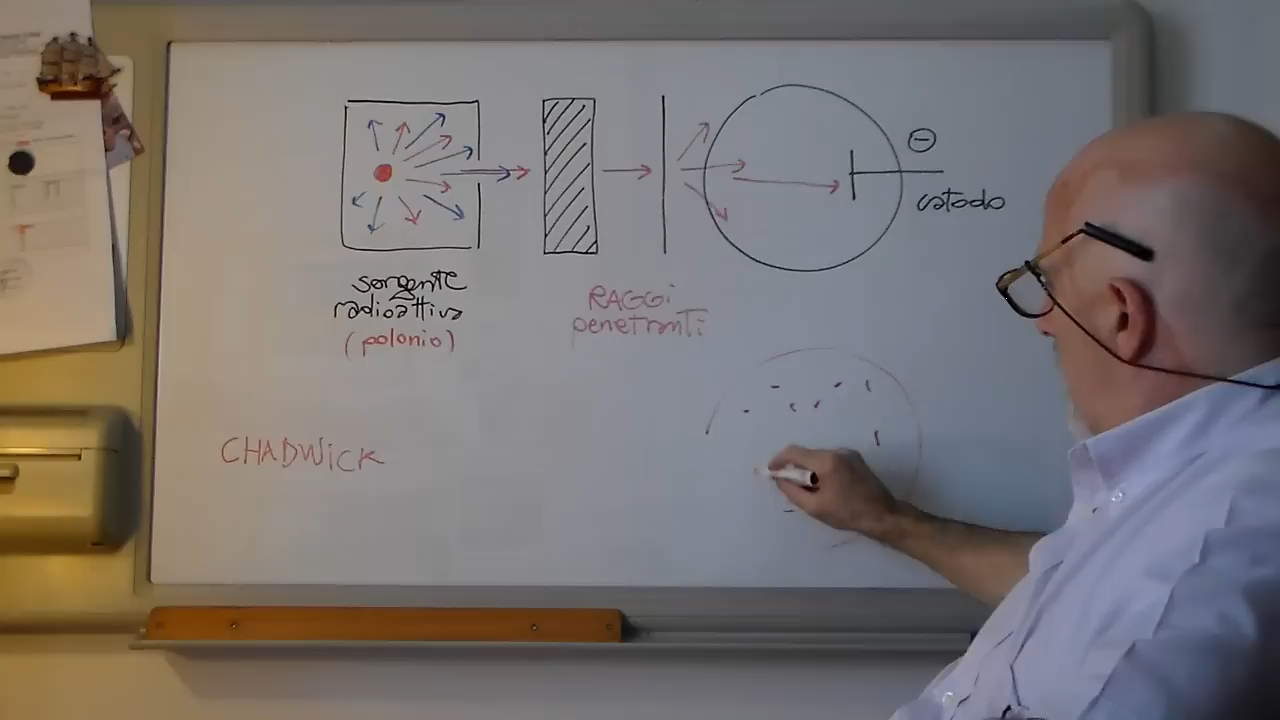 ⊖
catodo
sorgente
radioattiva
(polonio)
RAGGi
penetranti
CHADWiCK